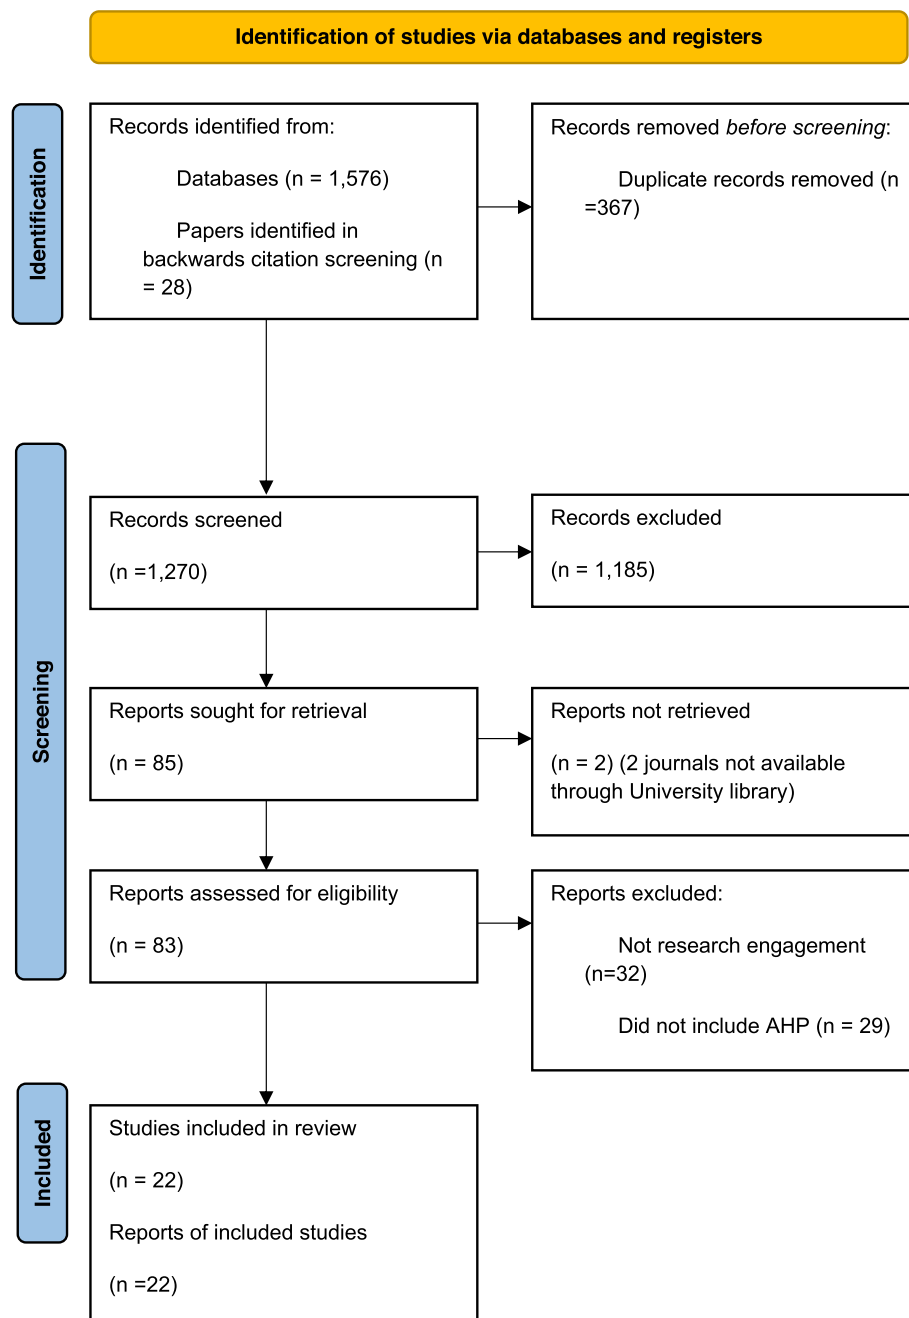 Identification of studies via databases and registers
Identification
Records identified from:
Databases (n = 1,576)
Papers identified in
backwards citation screening (n
= 28)
Records removed before screening:
Duplicate records removed (n
=367)
Screening
Records screened
(n =1,270)
Records excluded
(n = 1,185)
Reports sought for retrieval
(n = 85)
Reports not retrieved
(n = 2) (2 journals not available
through University library)
Reports assessed for eligibility
(n = 83)
Reports excluded:
Not research engagement
(n=32)
Did not include AHP (n = 29)
Included
Studies included in review
(n = 22)
Reports of included studies
(n =22)